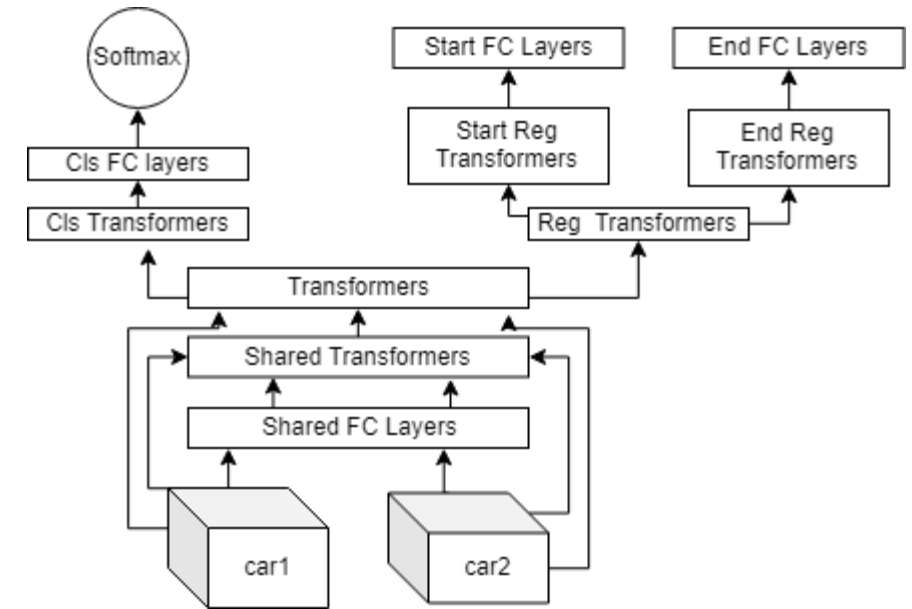 Softmax
Start FC Layers
End FC Layers
Cls FC layers
Start Reg
Transformers
End Reg
Transformers
Cls Transformers
Reg Transformers
Transformers
Shared Transformers
Shared FC Layers
car1
car2